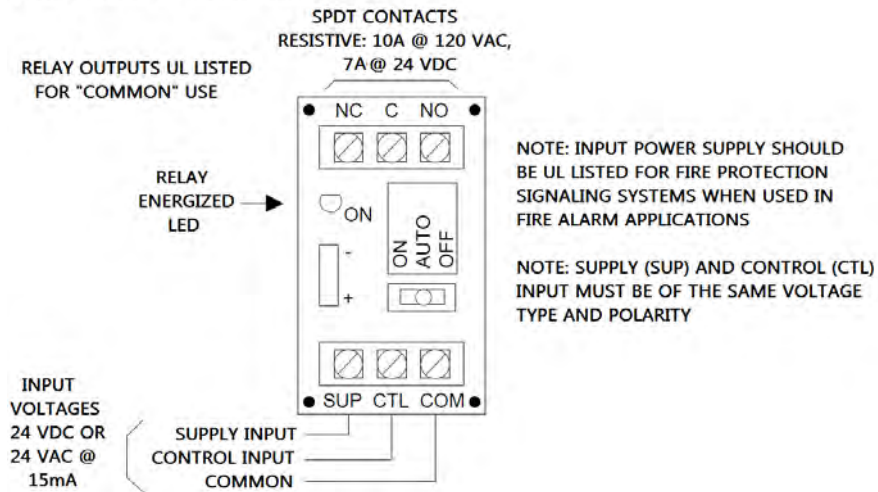 SPDT CONTACTS
RESISTIVE: 10A @ 120 VAC,
7A @ 24 VDC
RELAY OUTPUTS UL LISTED
FOR "COMMON" USE
NC C NO
NOTE: INPUT POWER SUPPLY SHOULD
BE UL LISTED FOR FIRE PROTECTION
SIGNALING SYSTEMS WHEN USED IN
FIRE ALARM APPLICATIONS
RELAY
ENERGIZED
LED
ON
-
+
ON
AUTO
OFF
NOTE: SUPPLY (SUP) AND CONTROL (CTL)
INPUT MUST BE OF THE SAME VOLTAGE
TYPE AND POLARITY
SUP CTL COM
INPUT
VOLTAGES
24 VDC OR
24 VAC @
15mA
SUPPLY INPUT
CONTROL INPUT
COMMON